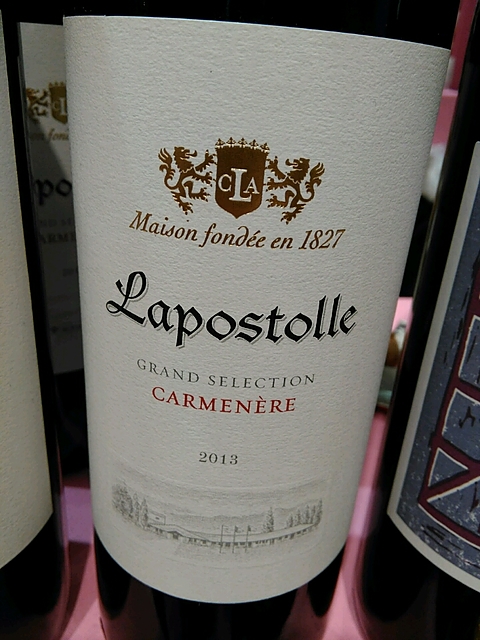 CLA
Maison fondée en 1827
Lapostolle
GRAND SELECTION
CARMENÈRE
2013